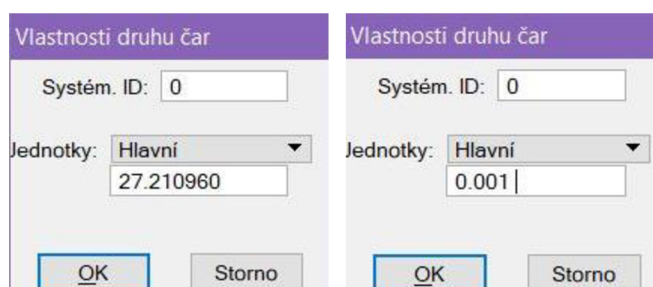 Vlastnosti druhu čar
Systém. ID: 0
Jednotky: Hlavní
27.210960
OK Storno
Vlastnosti druhu čar
Systém. ID: 0
Jednotky: Hlavní
0.001
OK Storno